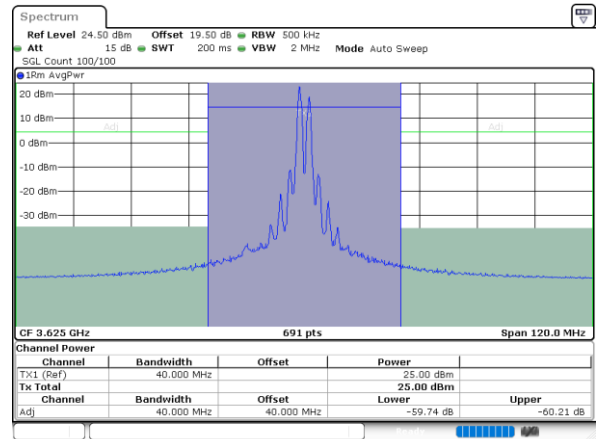 Spectrum
Ref Level 24.50 dBm Offset 19.50 dB RBW 500 kHz
Att 15 dB SWT 200 ms VBW 2 MHz Mode Auto Sweep
SGL Count 100/100
1Rm AvgPwr
20 dBm
10 dBm
Adj Adj
0 dBm
-10 dBm
-20 dBm
-30 dBm
CF 3.625 GHz 691 pts Span 120.0 MHz
Channel Power
Channel Bandwidth Offset Power
TX1 (Ref) 40.000 MHz 25.00 dBm
Tx Total 25.00 dBm
Channel Bandwidth Offset Lower Upper
Adj 40.000 MHz 40.000 MHz -59.74 dB -60.21 dB
Ready